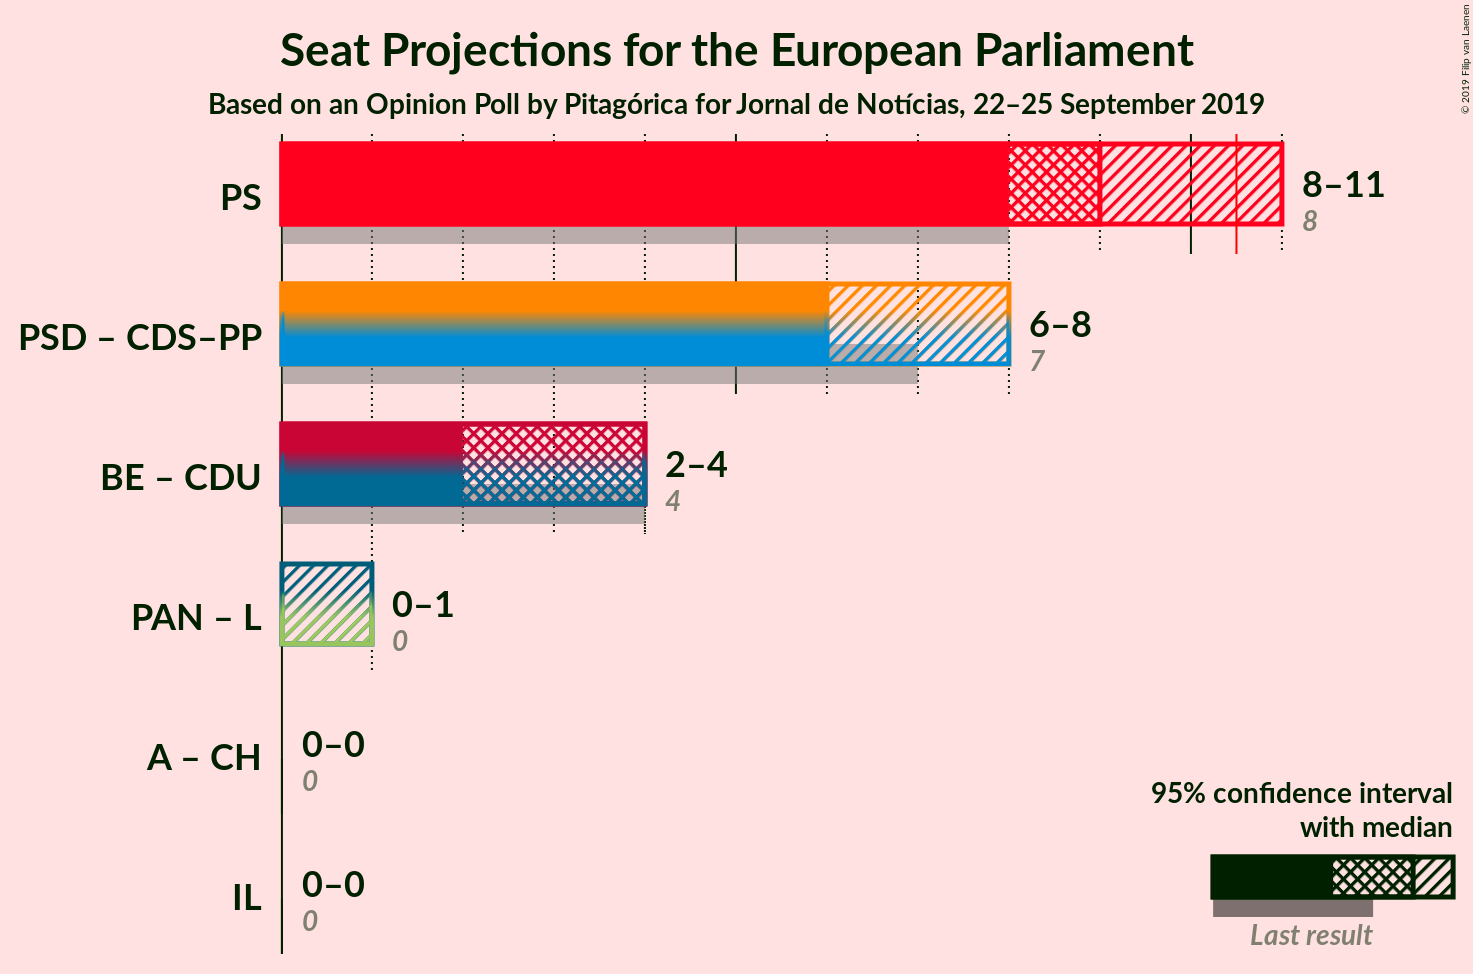 Seat Projections for the European Parliament
Based on an Opinion Poll by Pitagórica for Jornal de Notícias, 22–25 September 2019
© 2019 Filip van Laenen
PS
8–11
8
PSD – CDS–PP
6–8
7
BE – CDU
2–4
4
PAN – L
0–1
0
A – CH
0–0
0
IL
0–0
0
95% confidence interval
with median
Last result